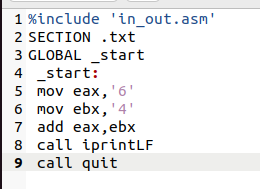 1 %include 'in_out.asm'
2 SECTION .txt
3 GLOBAL _start
4 _start:
5 mov eax,'6'
6 mov ebx,'4'
7 add eax,ebx
8 call iprintLF
9 call quit